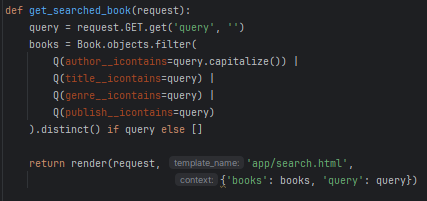 def get_searched_book(request):
    query = request.GET.get('query', '')
    books = Book.objects.filter(
        Q(author__icontains=query.capitalize()) |
        Q(title__icontains=query) |
        Q(genre__icontains=query) |
        Q(publish__icontains=query)
    ).distinct() if query else []

    return render(request, template_name: 'app/search.html',
                  context: {'books': books, 'query': query})